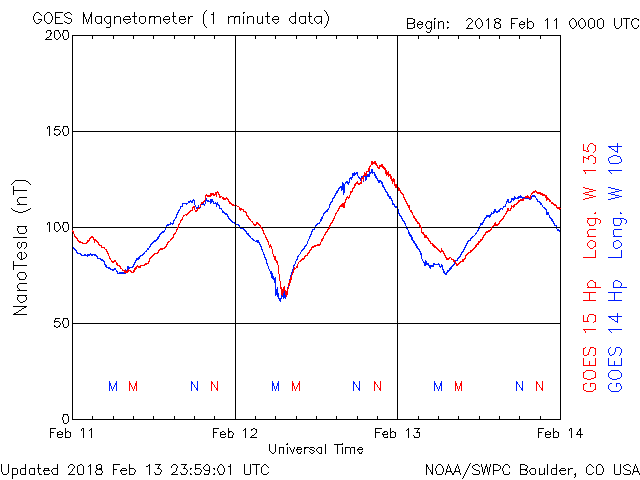 GOES Magnetometer (1 minute data)
Begin: 2018 Feb 11 0000 UTC
200
150
100
50
0
NanoTesla (nT)
M M N N M M N N M M N N
Feb 11 Feb 12 Feb 13 Feb 14
Universal Time
GOES 15 Hp Long. W 135
GOES 14 Hp Long. W 104
Updated 2018 Feb 13 23:59:01 UTC
NOAA/SWPC Boulder, CO USA